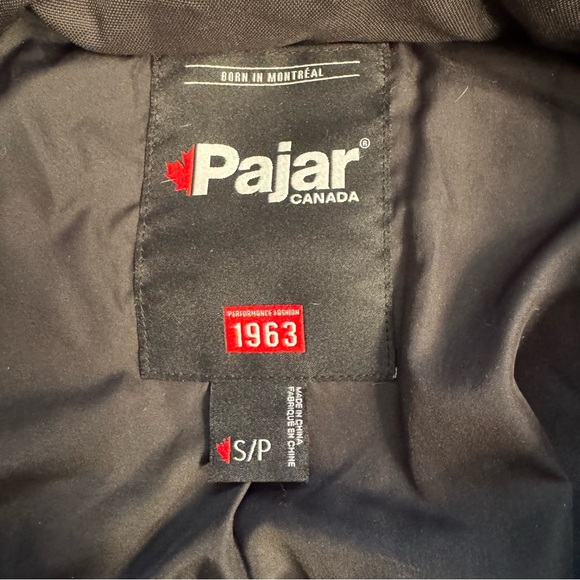 BORN IN MONTRÉAL
Pajar®
CANADA
PERFORMANCE FASHION
1963
MADE IN CHINA
FABRIQUÉ EN CHINE
S/P